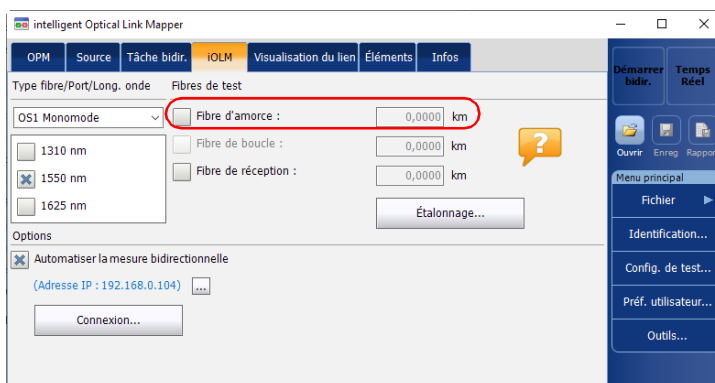 intelligent Optical Link Mapper
OPM Source Tâche bidir. iOLM Visualisation du lien Éléments Infos
Type fibre/Port/Long. onde Fibres de test
OS1 Monomode
Fibre d'amorce : 0,0000 km
1310 nm
Fibre de boucle : 0,0000 km
1550 nm
Fibre de réception : 0,0000 km
1625 nm
Étalonnage...
Options
Automatiser la mesure bidirectionnelle
(Adresse IP : 192.168.0.104) ...
Connexion...
Démarrer bidir.
Temps Réel
Ouvrir Enreg Rappor
Menu principal
Fichier
Identification...
Config. de test...
Préf. utilisateur...
Outils...